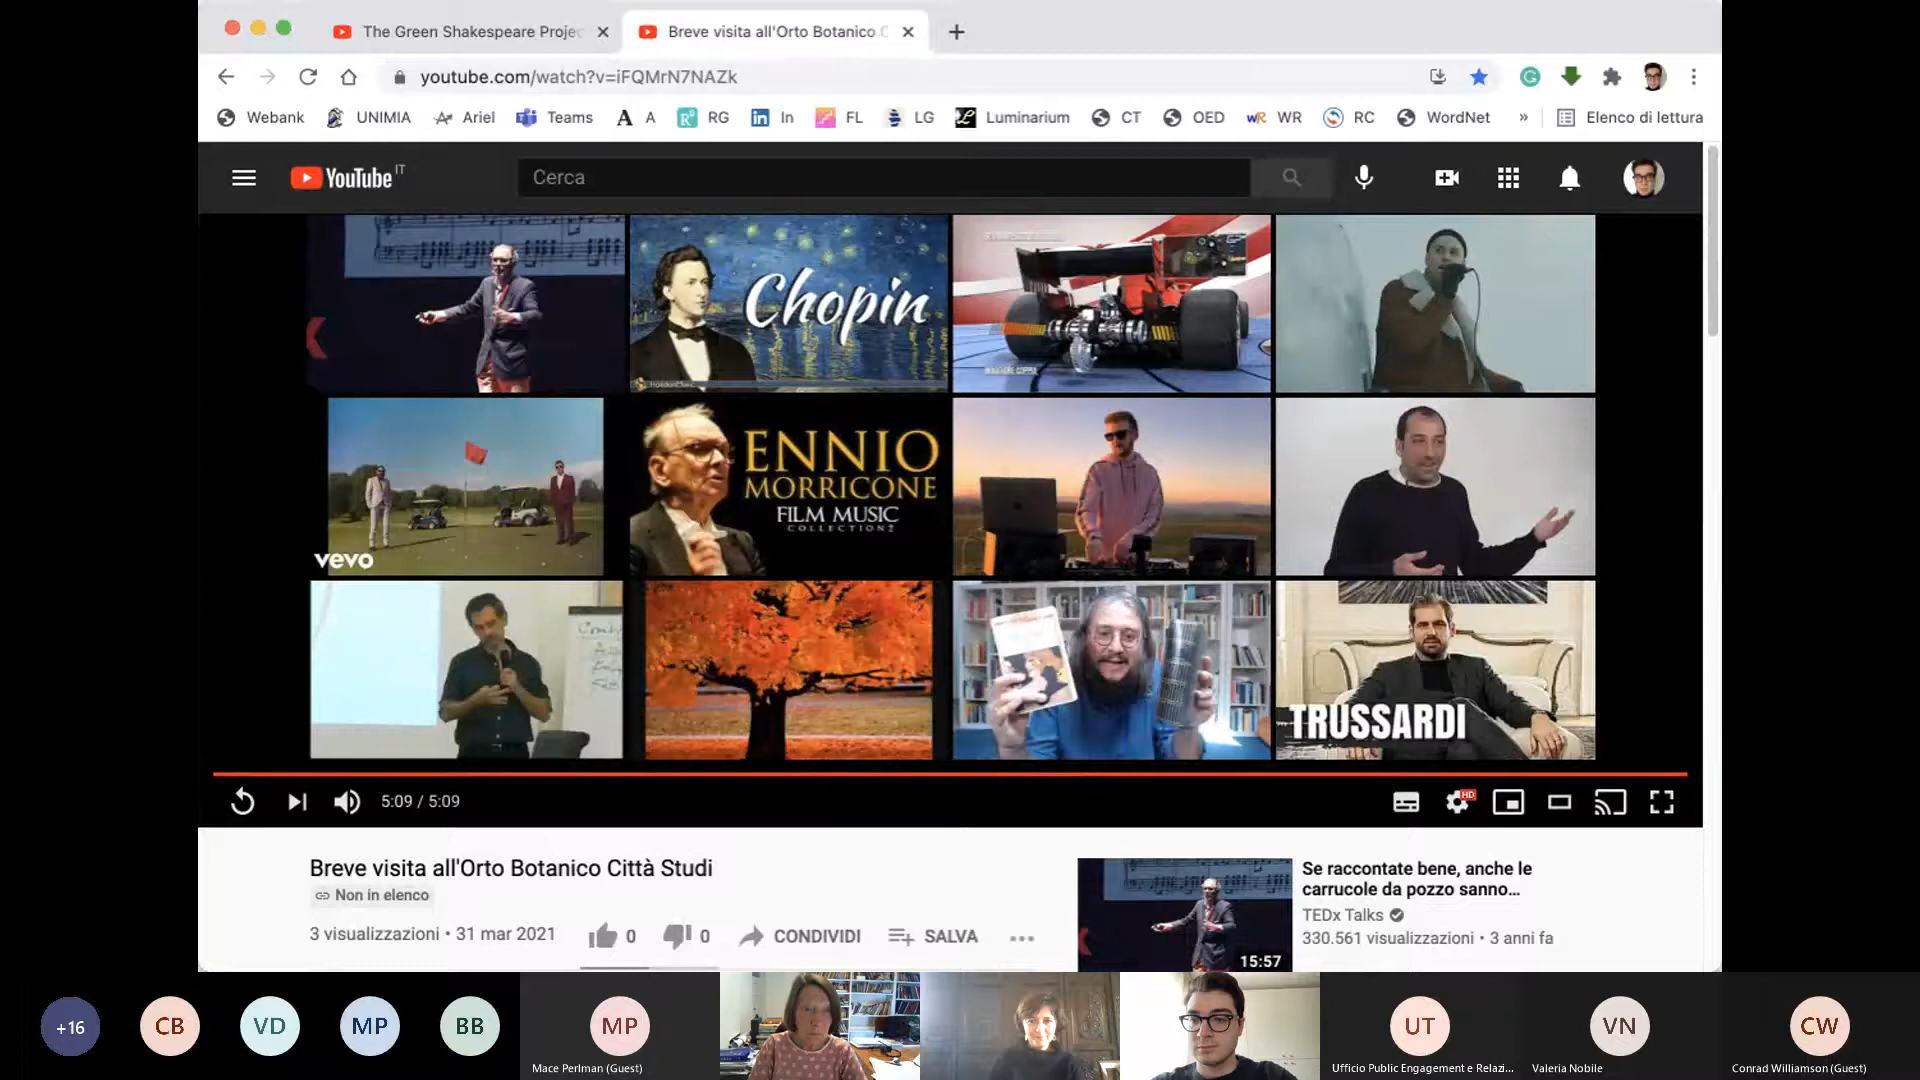 The Green Shakespeare Projec
Breve visita all'Orto Botanico C
youtube.com/watch?v=iFQMrN7NAZk
Webank
UNIMIA
Ariel
Teams
A
A
RG
In
FL
LG
Luminarium
CT
OED
WR
RC
WordNet
»
Elenco di lettura
YouTube IT
Cerca
Chopin
vevo
ENNIO
MORRICONE
FILM MUSIC
COLLECTION2
TRUSSARDI
5:09 / 5:09
HD
Breve visita all'Orto Botanico Città Studi
Non in elenco
3 visualizzazioni • 31 mar 2021
0
0
CONDIVIDI
SALVA
15:57
Se raccontate bene, anche le
carrucole da pozzo sanno...
TEDx Talks
330.561 visualizzazioni • 3 anni fa
+16
CB
VD
MP
BB
MP
Mace Perlman (Guest)
UT
Ufficio Public Engagement e Relazi...
VN
Valeria Nobile
CW
Conrad Williamson (Guest)